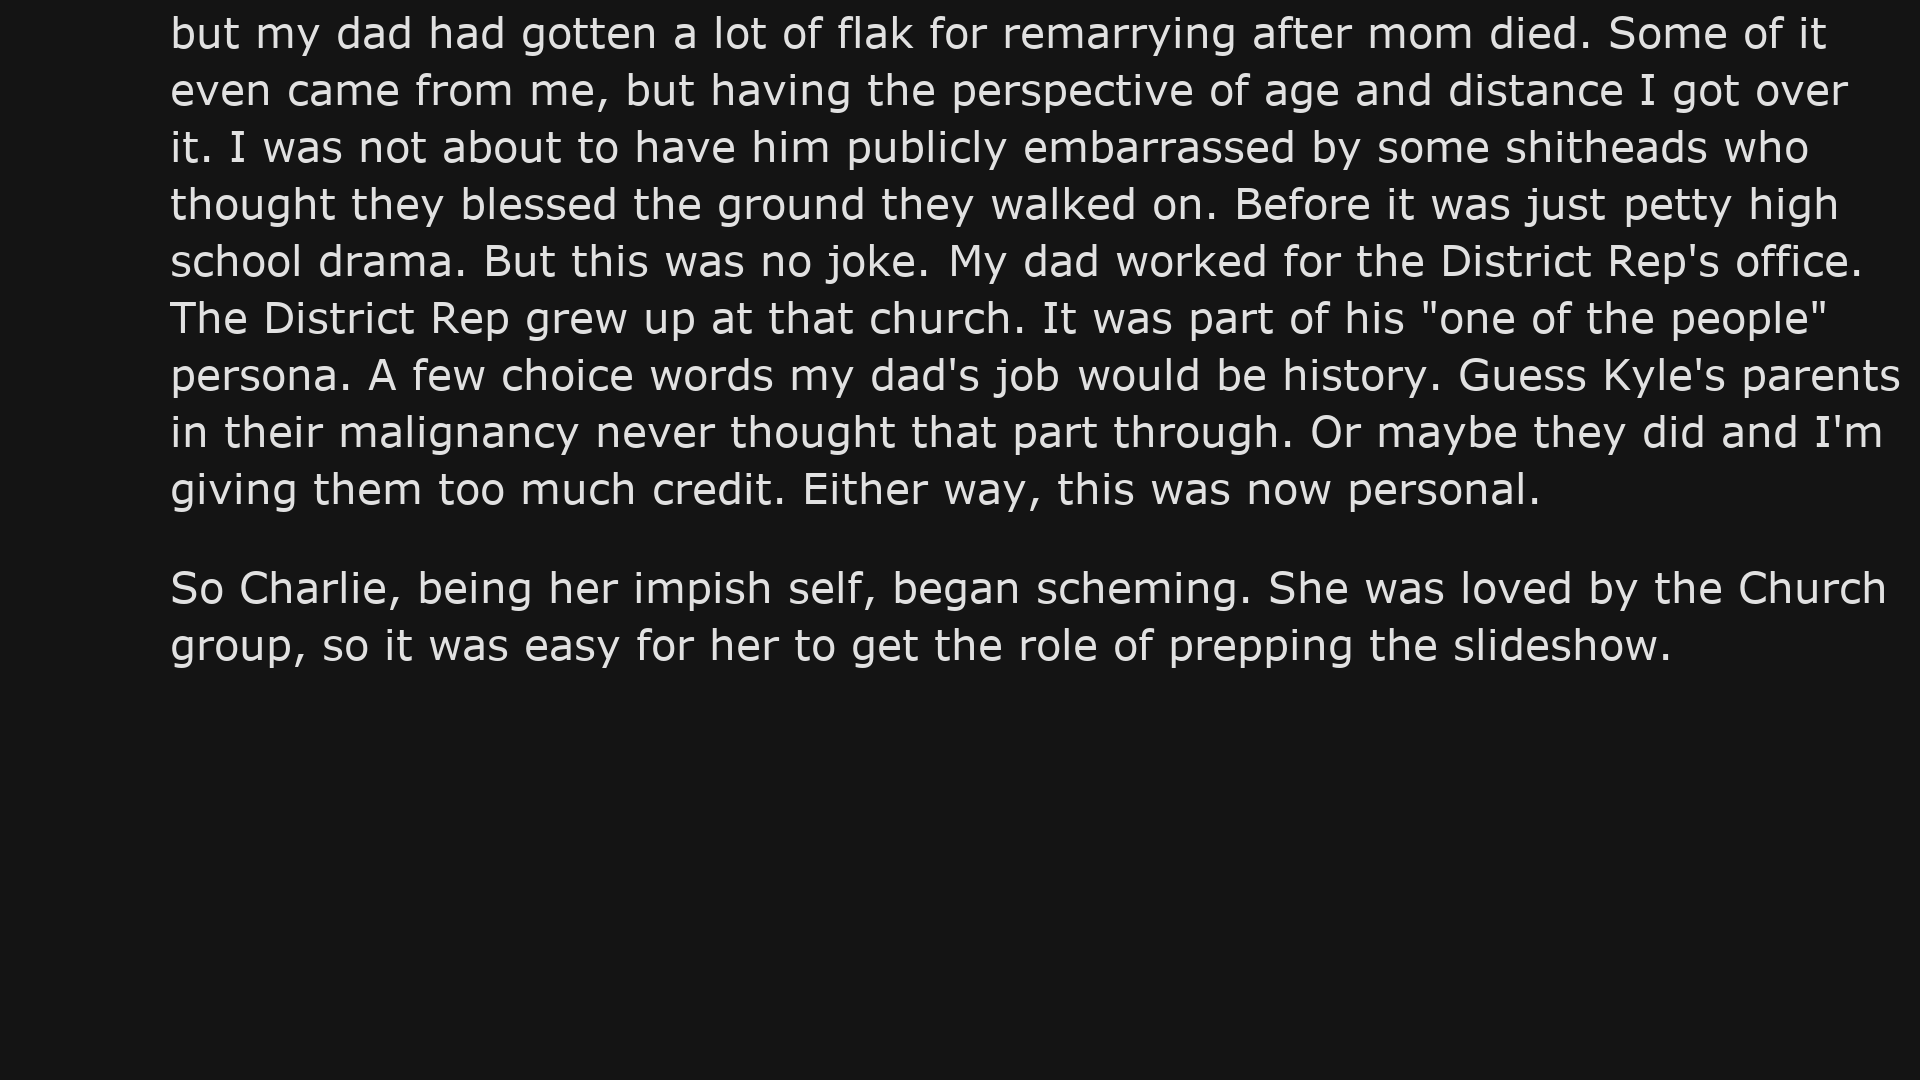 but my dad had gotten a lot of flak for remarrying after mom died. Some of it
even came from me, but having the perspective of age and distance I got over
it. I was not about to have him publicly embarrassed by some shitheads who
thought they blessed the ground they walked on. Before it was just petty high
school drama. But this was no joke. My dad worked for the District Rep's office.
The District Rep grew up at that church. It was part of his "one of the people"
persona. A few choice words my dad's job would be history. Guess Kyle's parents
in their malignancy never thought that part through. Or maybe they did and I'm
giving them too much credit. Either way, this was now personal.
So Charlie, being her impish self, began scheming. She was loved by the Church
group, so it was easy for her to get the role of prepping the slideshow.